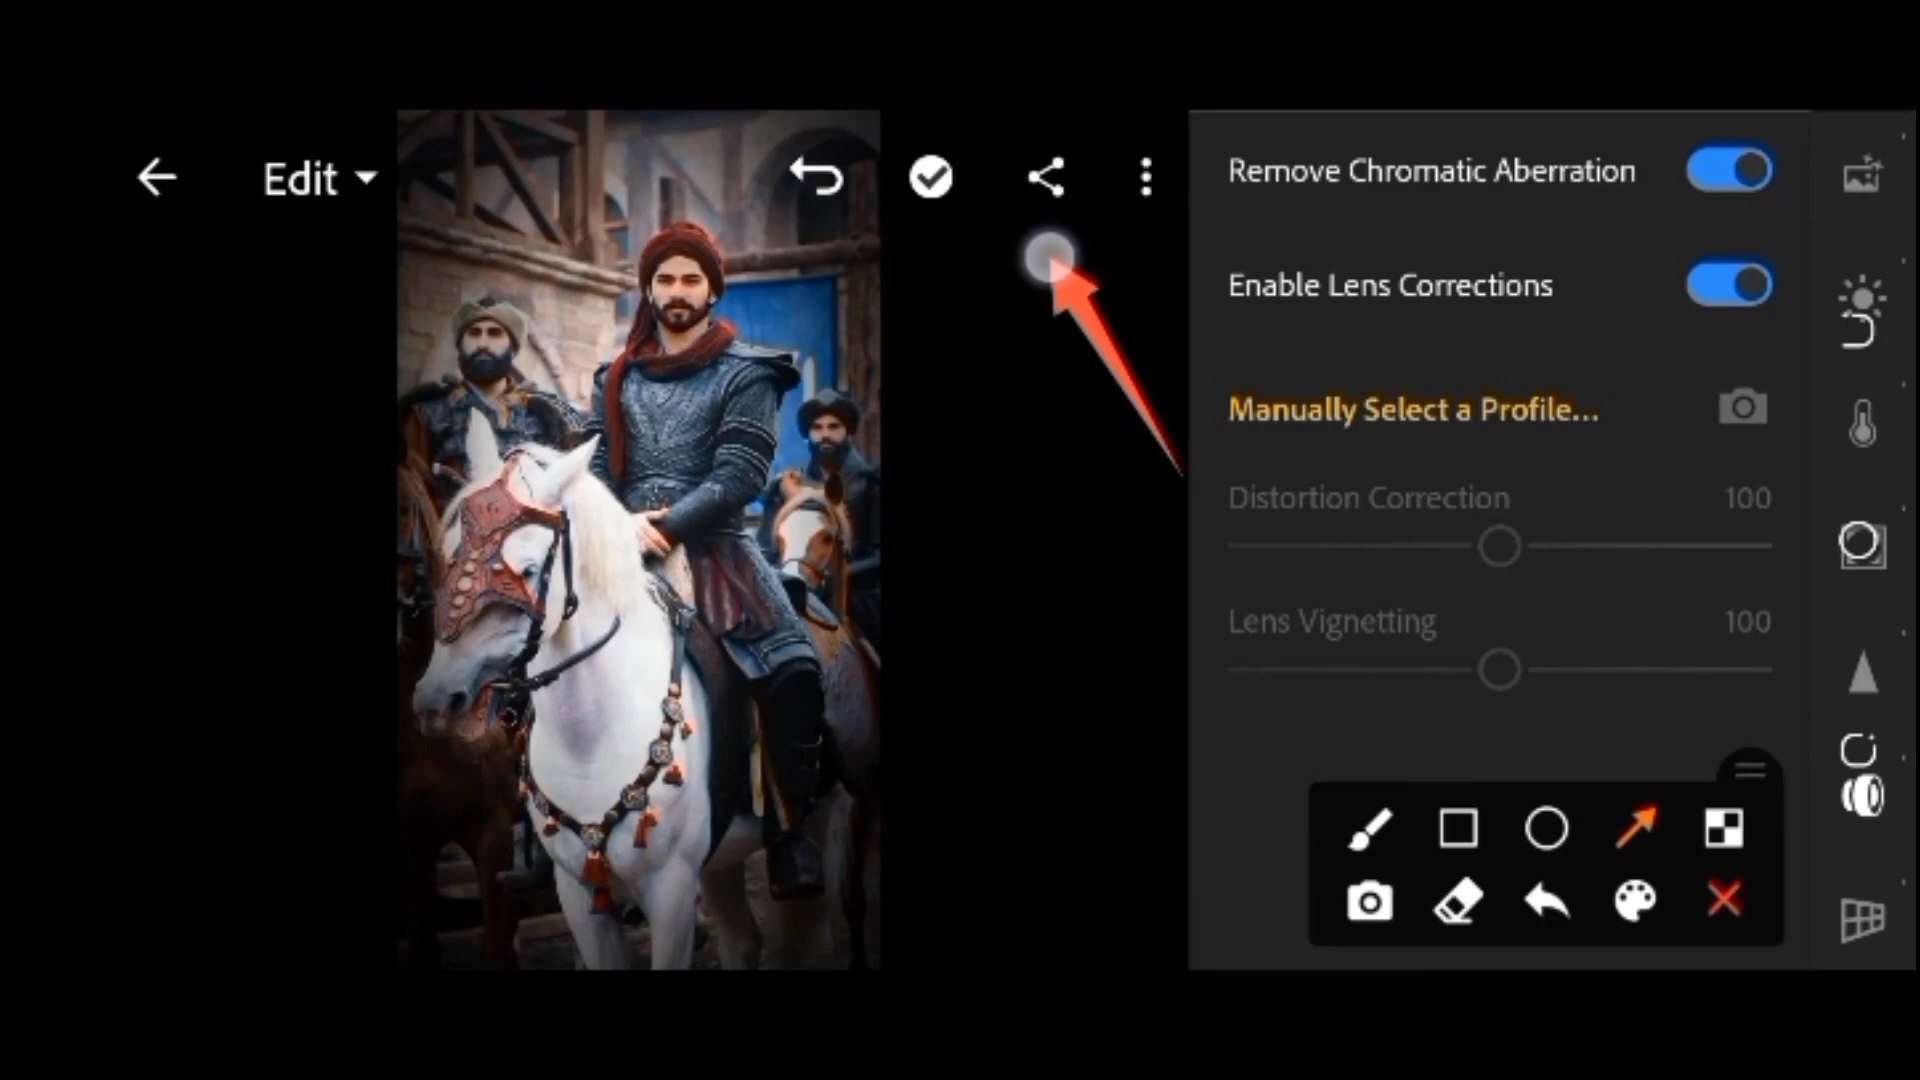 Edit
Remove Chromatic Aberration
Enable Lens Corrections
Manually Select a Profile...
Distortion Correction 100
Lens Vignetting 100